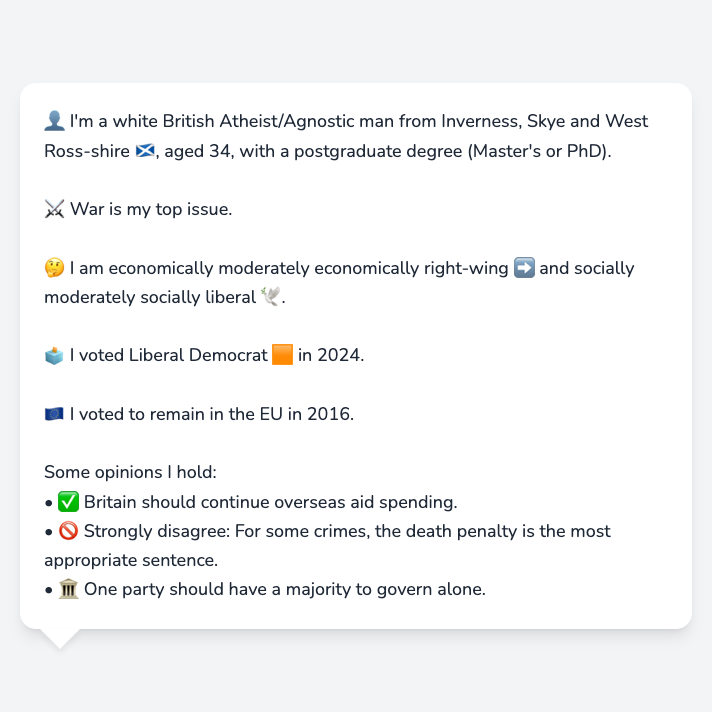 👤 I'm a white British Atheist/Agnostic man from Inverness, Skye and West
Ross-shire 🏴󠁧󠁢󠁳󠁣󠁴󠁿, aged 34, with a postgraduate degree (Master's or PhD).
⚔️ War is my top issue.
🤔 I am economically moderately economically right-wing ➡️ and socially
moderately socially liberal 🕊️.
🗳️ I voted Liberal Democrat 🟧 in 2024.
🇪🇺 I voted to remain in the EU in 2016.
Some opinions I hold:
• ✅ Britain should continue overseas aid spending.
• 🚫 Strongly disagree: For some crimes, the death penalty is the most
appropriate sentence.
• 🏛️ One party should have a majority to govern alone.